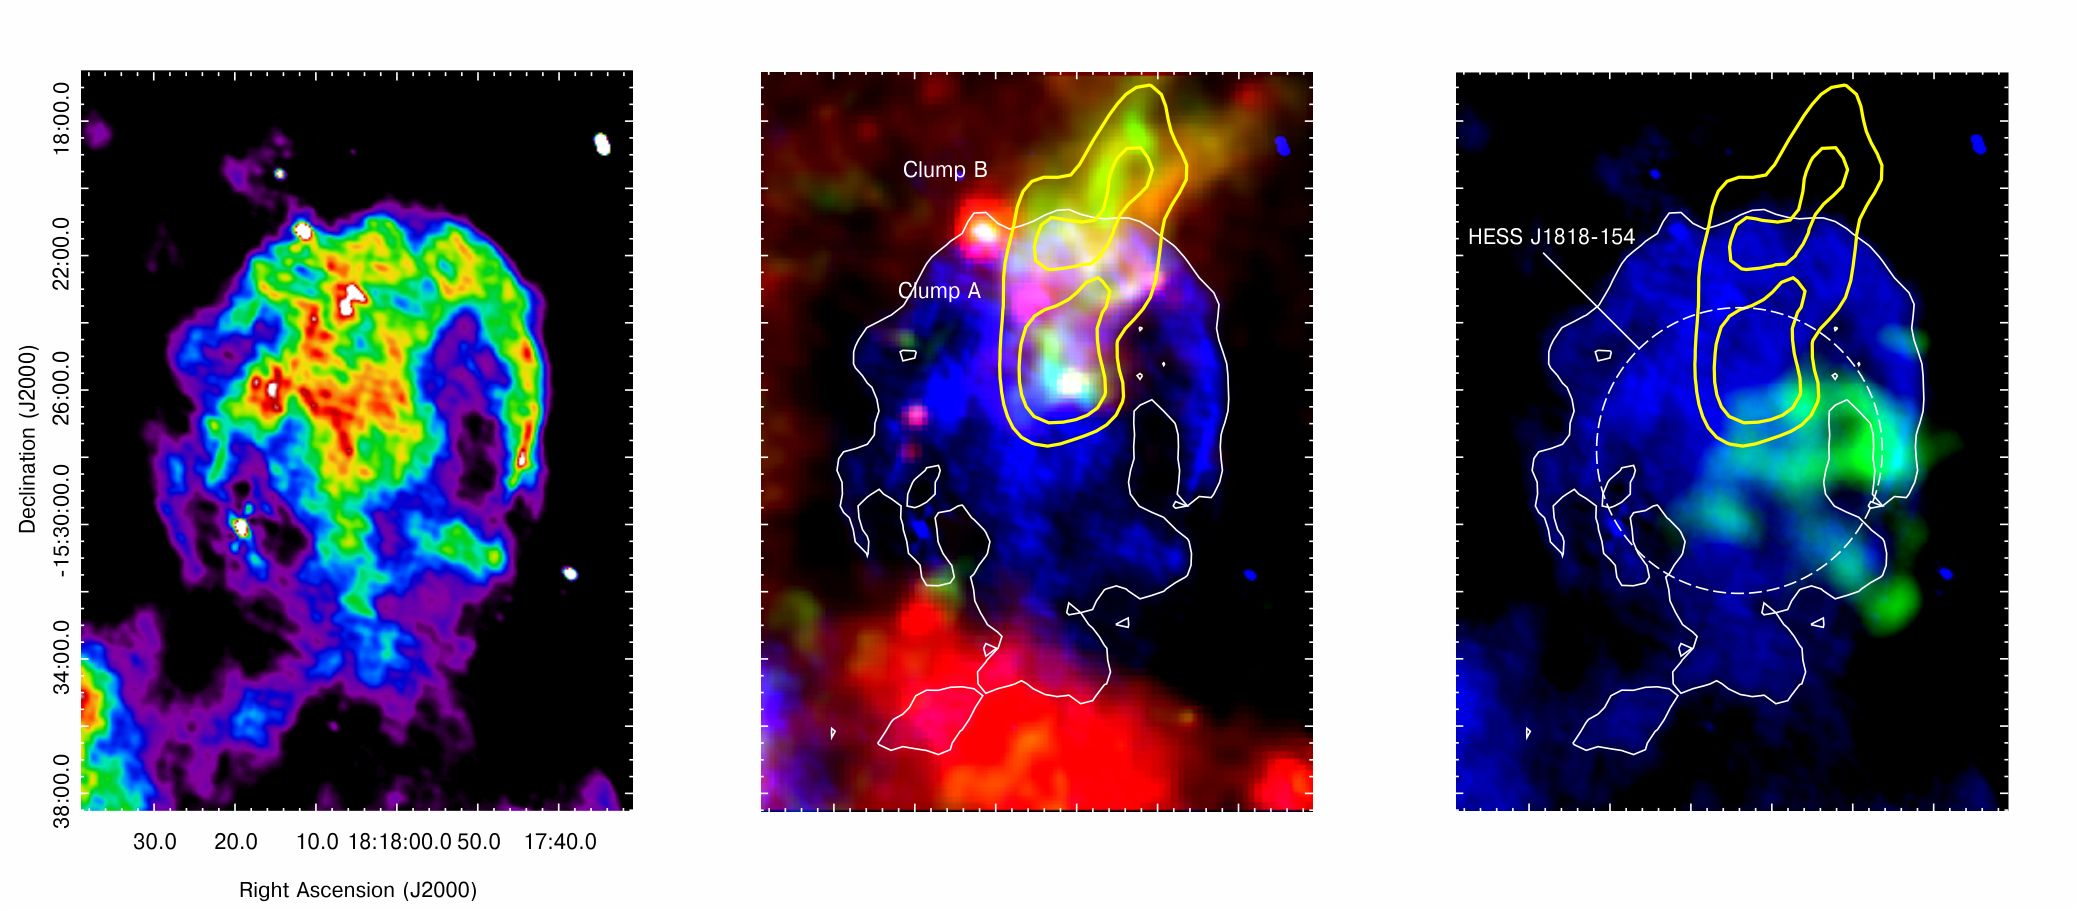 18:00.0
22:00.0
26:00.0
-15:30:00.0
34:00.0
38:00.0
Declination (J2000)
30.0 20.0 10.0 18:18:00.0 50.0 17:40.0
Right Ascension (J2000)
Clump B
Clump A
HESS J1818-154